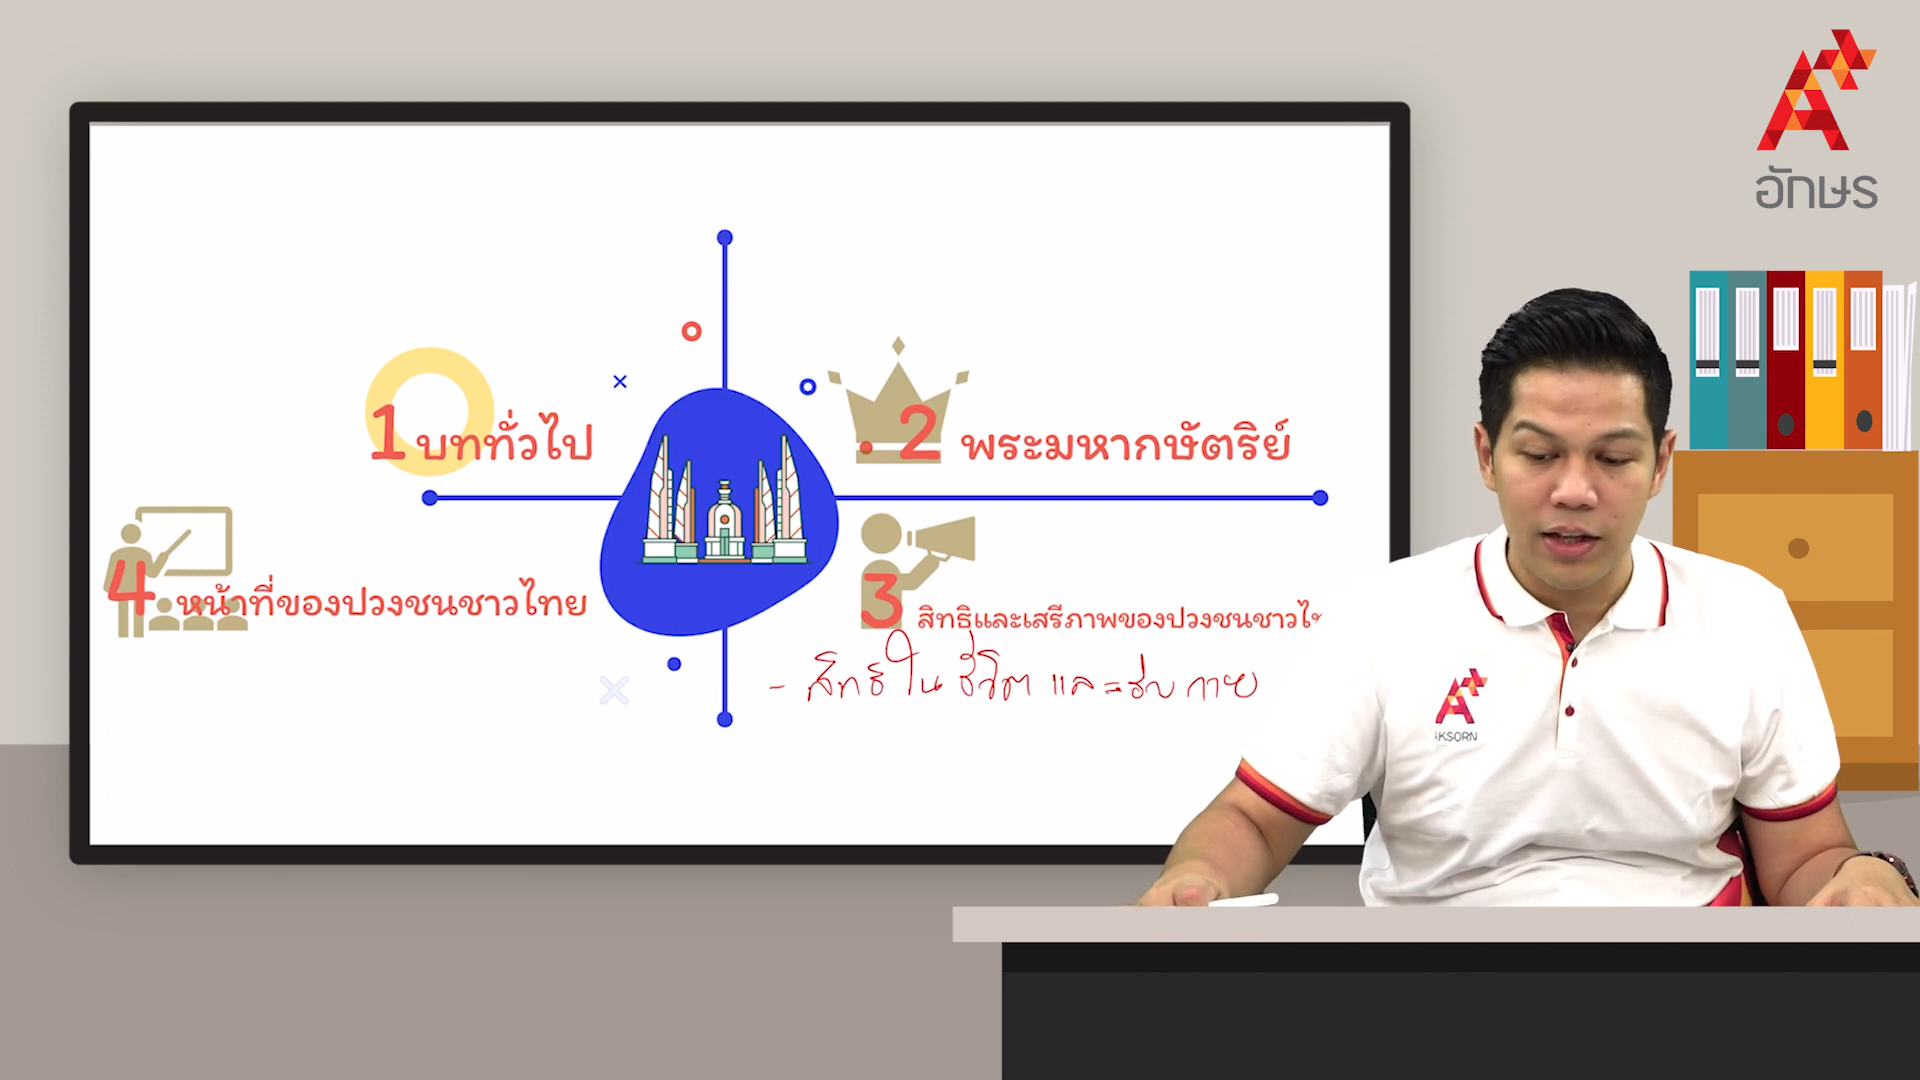 อักษร
1 บททั่วไป
2 พระมหากษัตริย์
4 หน้าที่ของปวงชนชาวไทย
3 สิทธิและเสรีภาพของปวงชนชาวไ
- สิทธิในชีวิต และร่างกาย
AKSORN